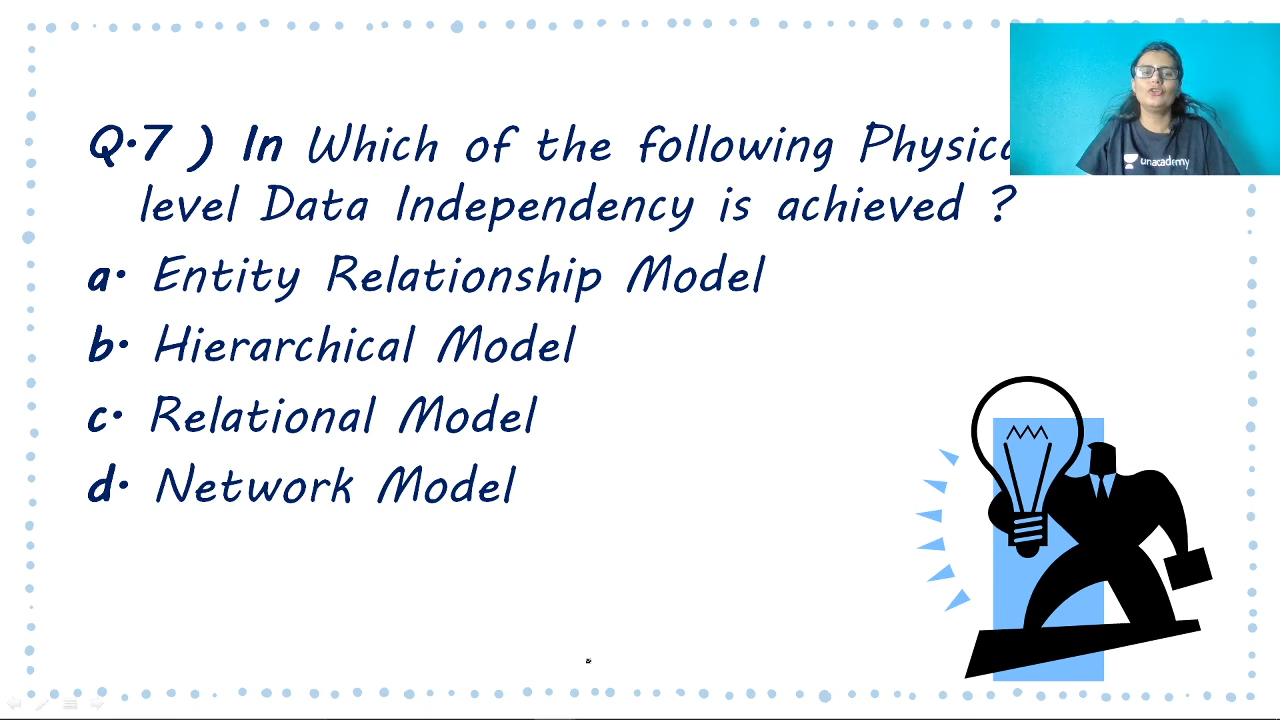 Q.7 ) In Which of the following Physica
level Data Independency is achieved ?
a. Entity Relationship Model
b. Hierarchical Model
c. Relational Model
d. Network Model
unacademy